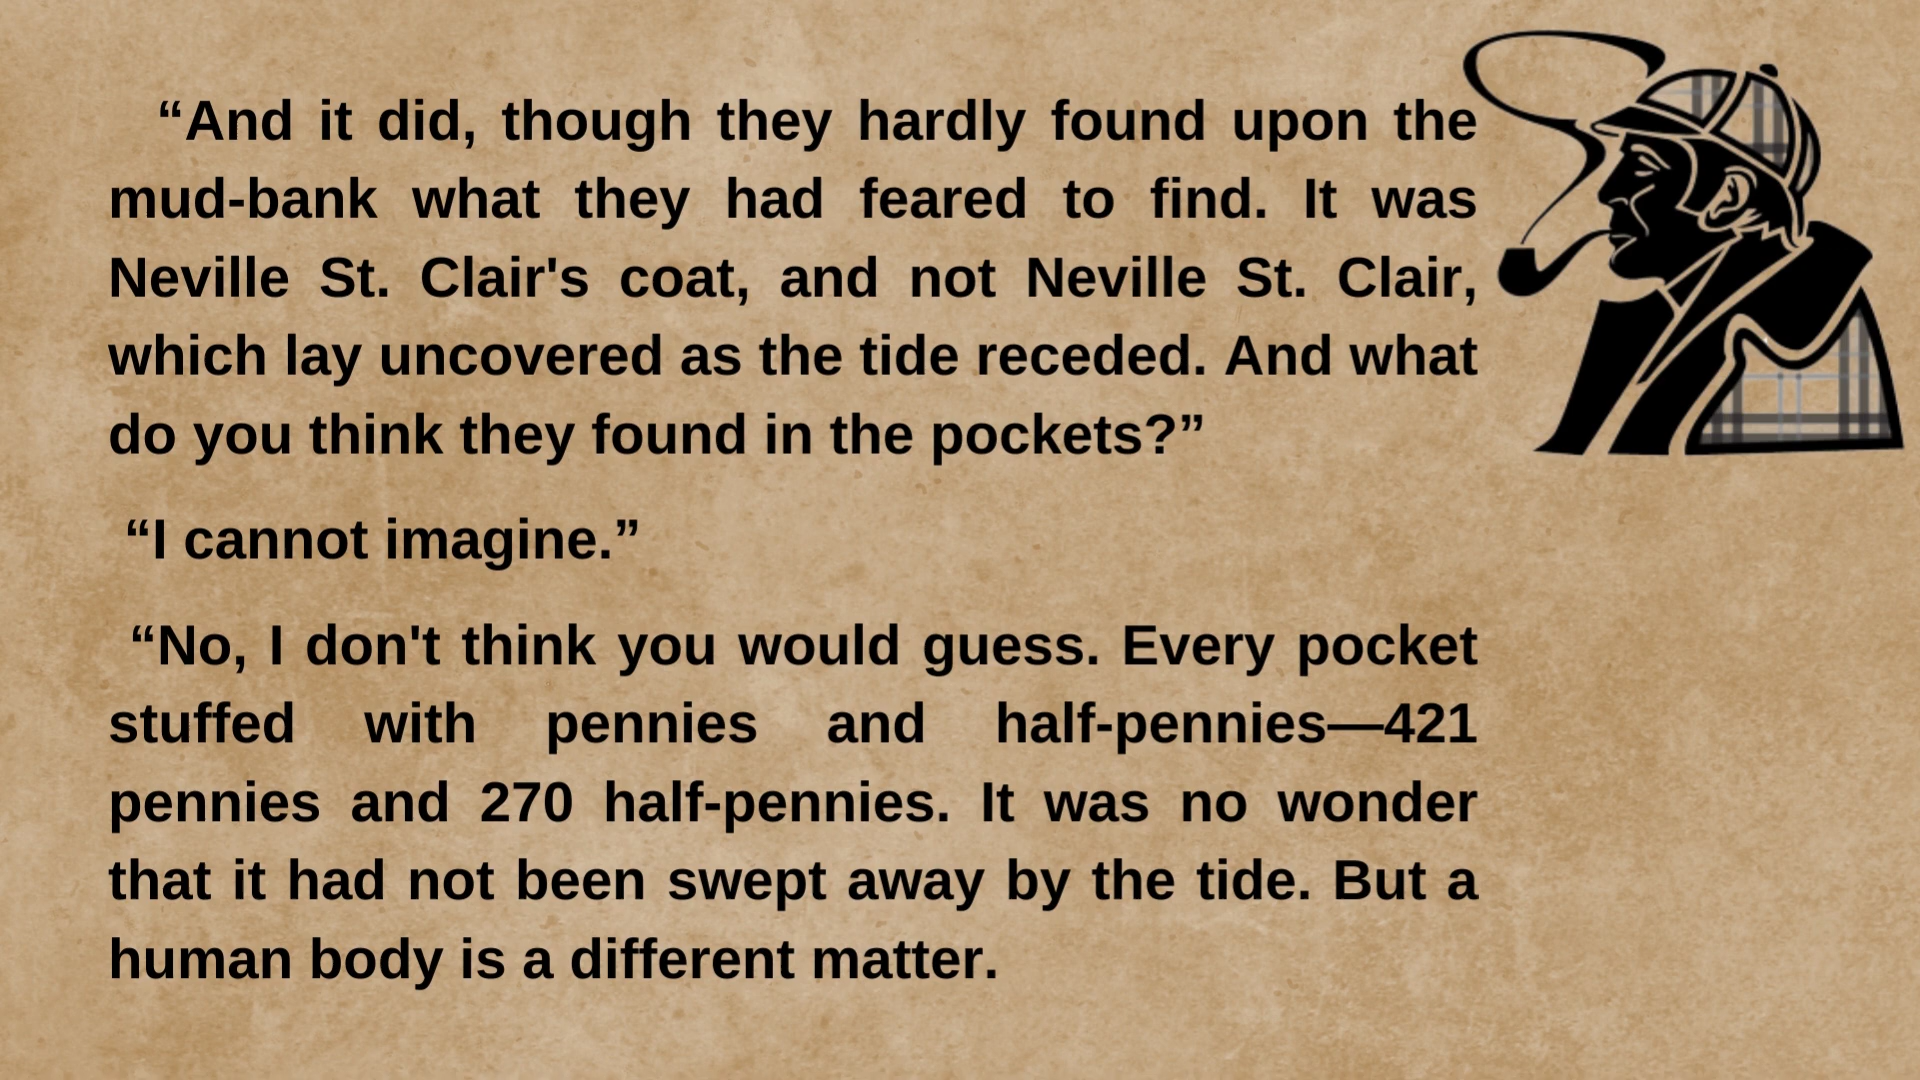 “And it did, though they hardly found upon the
mud-bank what they had feared to find. It was
Neville St. Clair's coat, and not Neville St. Clair,
which lay uncovered as the tide receded. And what
do you think they found in the pockets?”
“I cannot imagine.”
“No, I don't think you would guess. Every pocket
stuffed with pennies and half-pennies—421
pennies and 270 half-pennies. It was no wonder
that it had not been swept away by the tide. But a
human body is a different matter.